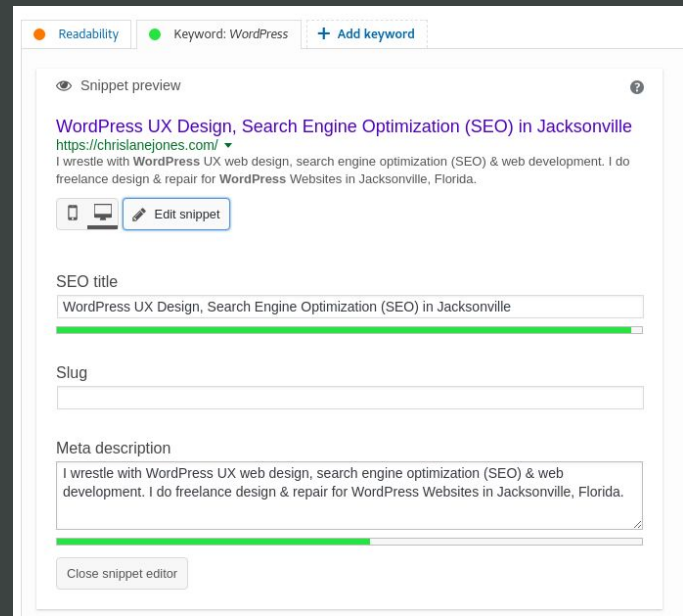 Readability Keyword: WordPress + Add keyword
Snippet preview ?
WordPress UX Design, Search Engine Optimization (SEO) in Jacksonville
https://chrislanejones.com/
I wrestle with WordPress UX web design, search engine optimization (SEO) & web development. I do
freelance design & repair for WordPress Websites in Jacksonville, Florida.
Edit snippet
SEO title
WordPress UX Design, Search Engine Optimization (SEO) in Jacksonville
Slug
Meta description
I wrestle with WordPress UX web design, search engine optimization (SEO) & web
development. I do freelance design & repair for WordPress Websites in Jacksonville, Florida.
Close snippet editor